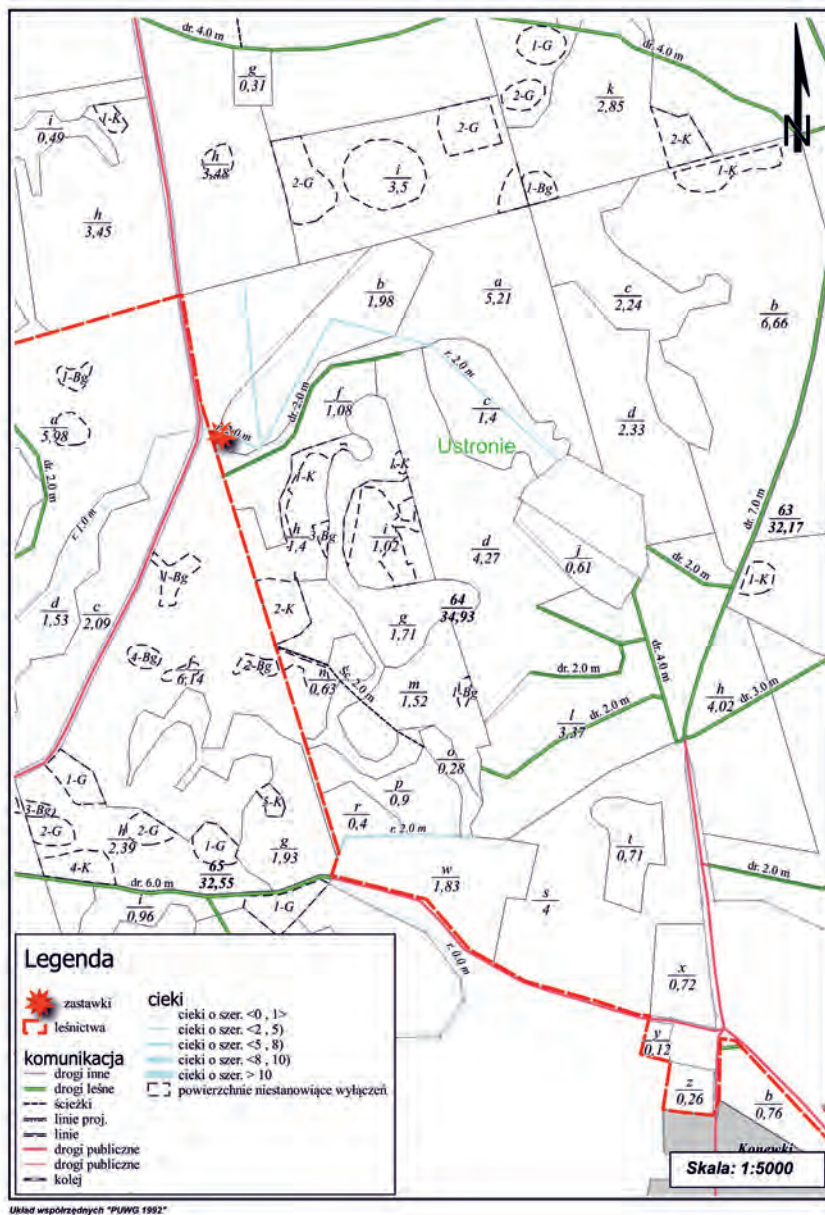 dr. 4.0 m
g
0,31
1-G
dr. 4.0 m
2-G
k
2,85
N
i
0,49
1-K
h
3,48
2-G
2-G
i
3,5
2-K
1-K
1-Bg
h
3,45
b
1,98
a
5,21
c
2,24
b
6,66
1-Bg
a
5,98
dr. 2.0 m
f
1,08
r. 2.0 m
c
1,4
d
2,33
Ustronie
dr. 2.0 m
r. 1.0 m
1-K
h
1,4
i
1,02
dr. 7.0 m
63
32,17
d
4,27
j
0,61
dr. 2.0 m
1-K
d
1,53
c
2,09
2-K
g
1,71
64
34,93
dr. 4.0 m
4-Bg
f
6,14
2-Bg
n
0,63
śc. 2.0 m
m
1,52
1-Bg
dr. 2.0 m
l
3,37
dr. 2.0 m
h
4,02
dr. 3.0 m
o
0,28
1-G
3-Bg
2-G
h
2,39
2-G
1-G
5-K
g
1,93
p
0,9
r
0,4
r. 2.0 m
t
0,71
4-K
65
32,55
dr. 6.0 m
w
1,83
s
4
dr. 2.0 m
i
0,96
1-G
r. 0.0 m
x
0,72
y
0,12
z
0,26
b
0,76
Konewki
Legenda
zastawki
leśnictwa
komunikacja
drogi inne
drogi leśne
ścieżki
linie proj.
linie
drogi publiczne
drogi publiczne
kolej
cieki
cieki o szer. <0 , 1>
cieki o szer. <2 , 5)
cieki o szer. <5 , 8)
cieki o szer. <8 , 10)
cieki o szer. > 10
powierzchnie niestanowiące wyłączeń
Skala: 1:5000
Układ współrzędnych "PUWG 1992"